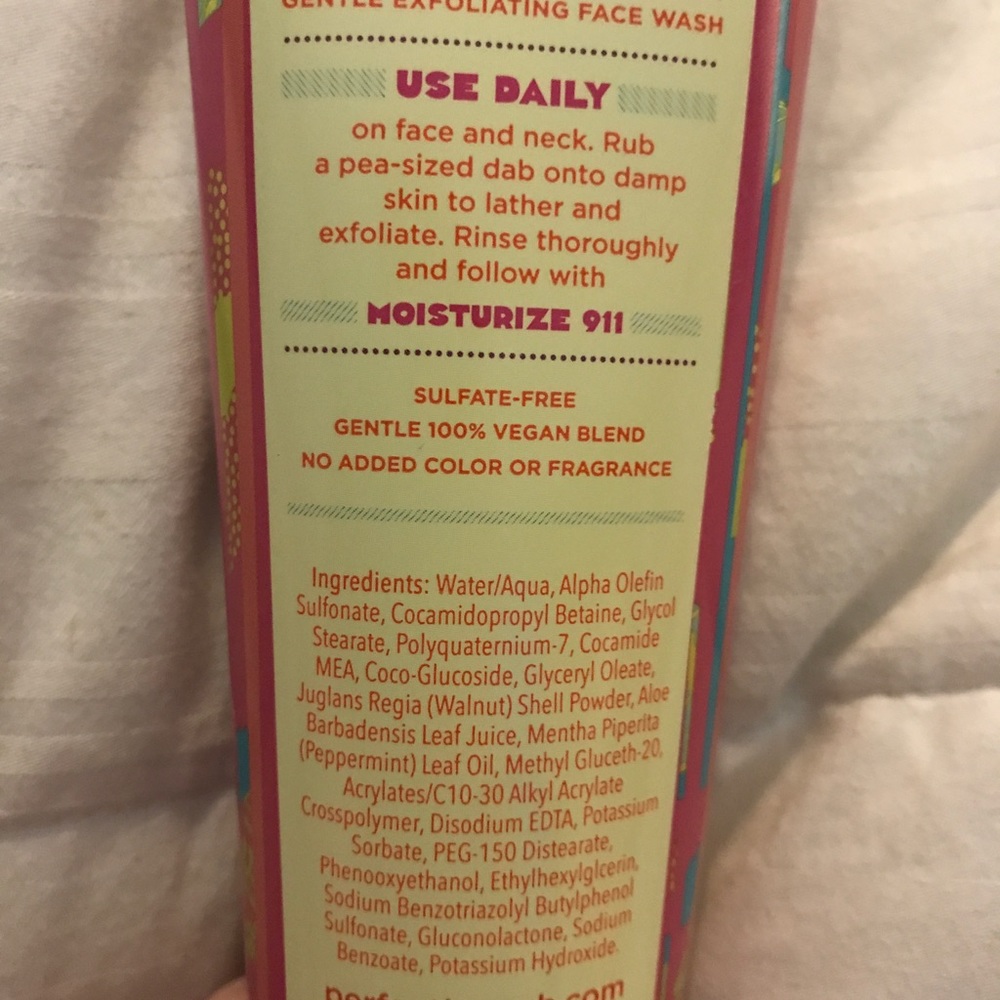 GENTLE EXFOLIATING FACE WASH
USE DAILY
on face and neck. Rub
a pea-sized dab onto damp
skin to lather and
exfoliate. Rinse thoroughly
and follow with
MOISTURIZE 911
SULFATE-FREE
GENTLE 100% VEGAN BLEND
NO ADDED COLOR OR FRAGRANCE
Ingredients: Water/Aqua, Alpha Olefin
Sulfonate, Cocamidopropyl Betaine, Glycol
Stearate, Polyquaternium-7, Cocamide
MEA, Coco-Glucoside, Glyceryl Oleate,
Juglans Regia (Walnut) Shell Powder, Aloe
Barbadensis Leaf Juice, Mentha Piperita
(Peppermint) Leaf Oil, Methyl Gluceth-20,
Acrylates/C10-30 Alkyl Acrylate
Crosspolymer, Disodium EDTA, Potassium
Sorbate, PEG-150 Distearate,
Phenooxyethanol, Ethylhexylglcerin,
Sodium Benzotriazolyl Butylphenol
Sulfonate, Gluconolactone, Sodium
Benzoate, Potassium Hydroxide.